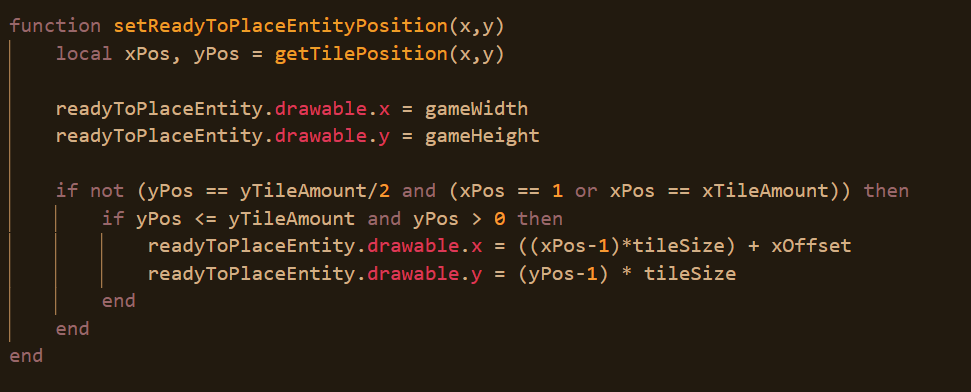 function setReadyToPlaceEntityPosition(x,y)
    local xPos, yPos = getTilePosition(x,y)

    readyToPlaceEntity.drawable.x = gameWidth
    readyToPlaceEntity.drawable.y = gameHeight

    if not (yPos == yTileAmount/2 and (xPos == 1 or xPos == xTileAmount)) then
        if yPos <= yTileAmount and yPos > 0 then
            readyToPlaceEntity.drawable.x = ((xPos-1)*tileSize) + xOffset
            readyToPlaceEntity.drawable.y = (yPos-1) * tileSize
        end
    end
end